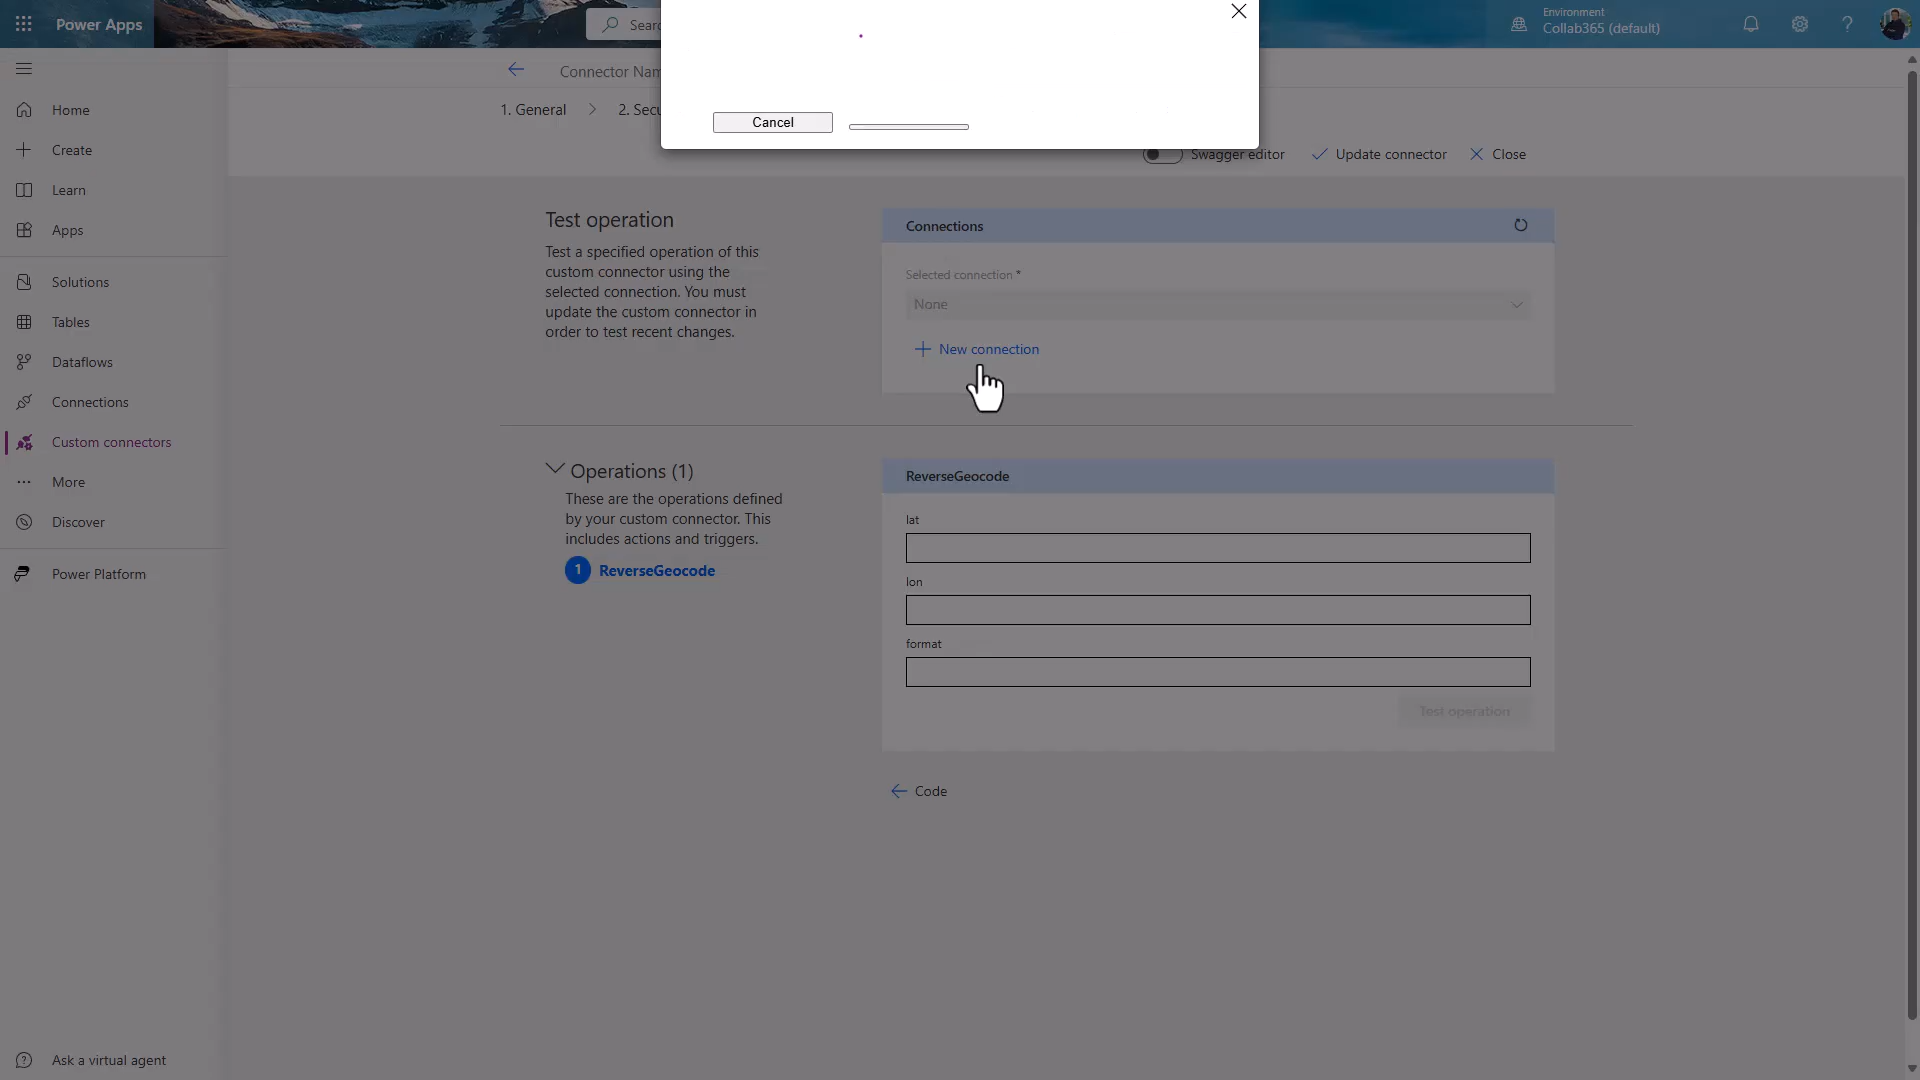 Power Apps
Sear
Environment
Collab365 (default)
Connector Nam
1. General
2. Secu
Cancel
Swagger editor
Update connector
Close
Home
Create
Learn
Apps
Solutions
Tables
Dataflows
Connections
Custom connectors
More
Discover
Power Platform
Ask a virtual agent
Test operation
Test a specified operation of this
custom connector using the
selected connection. You must
update the custom connector in
order to test recent changes.
Connections
Selected connection *
None
New connection
Operations (1)
These are the operations defined
by your custom connector. This
includes actions and triggers.
1 ReverseGeocode
ReverseGeocode
lat
lon
format
Test operation
Code